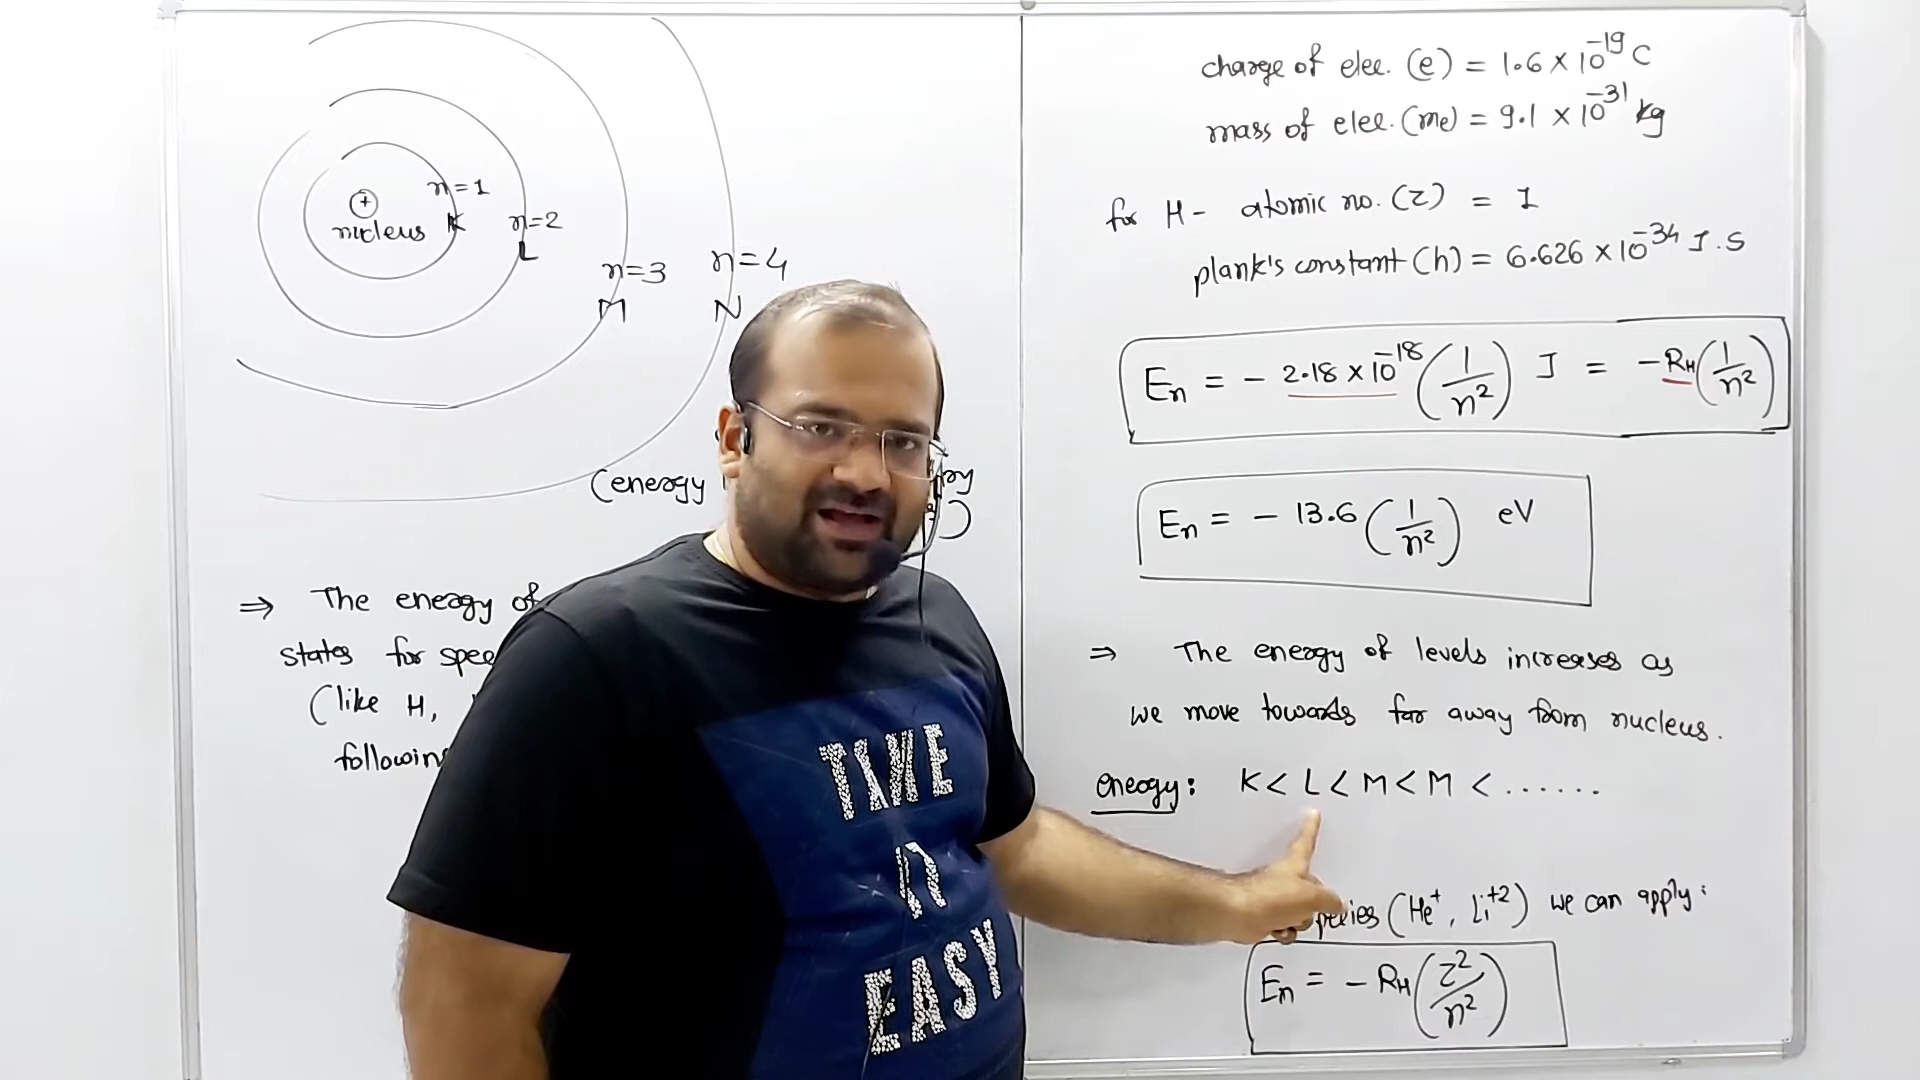 n=1
K
n=2
L
n=3
M
n=4
N
+
nucleus
(energy
⇒ The energy of
states for
(like H,
charge of elec. (e) = 1.6 × 10⁻¹⁹ C
mass of elec. (me) = 9.1 × 10⁻³¹ kg
for H - atomic no. (Z) = 1
plank's constant (h) = 6.626 × 10⁻³⁴ J.S
En = - 2.18 × 10⁻¹⁸ (1/n²) J = - RH (1/n²)
En = - 13.6 (1/n²) eV
⇒ The energy of levels increases as
we move towards far away from nucleus.
energy: K < L < M < M < ......
species (He⁺, Li⁺²) we can apply:
En = - RH (Z²/n²)
TAKE
IT
EASY